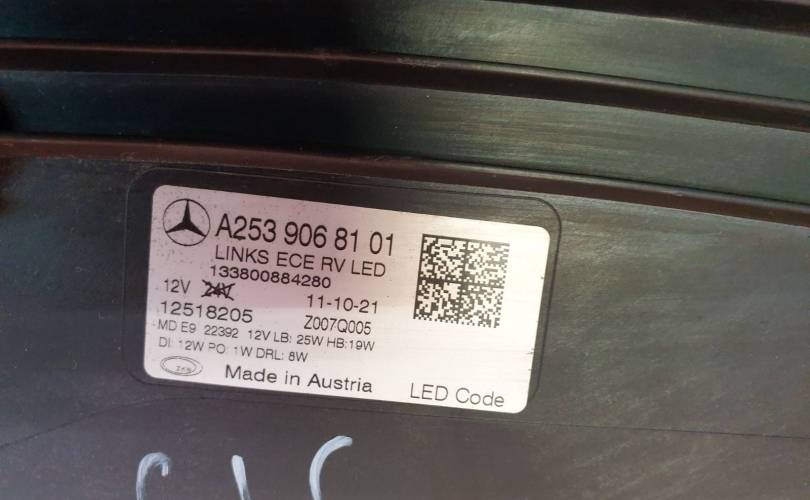 A253 906 81 01
LINKS ECE RV LED
133800884280
12V 24V 11-10-21
12518205 Z007Q005
MD E9 22392 12V LB: 25W HB:19W
DI: 12W PO: 1W DRL: 8W
ZKW
Made in Austria LED Code